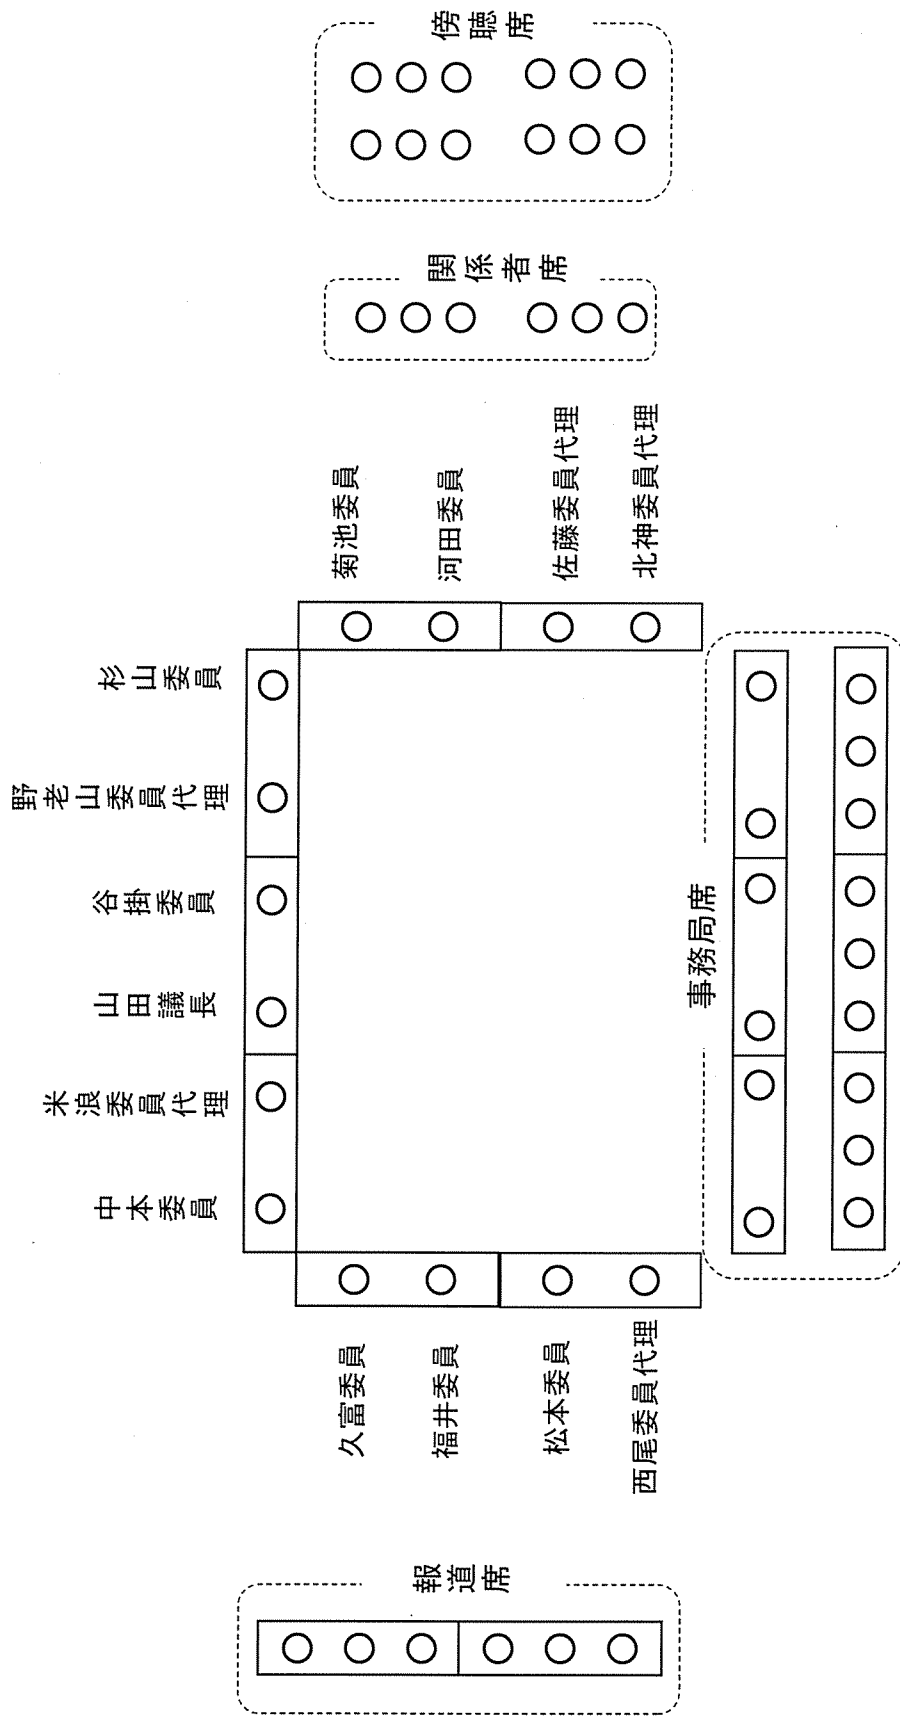 傍聴席
関係者席
菊池委員
河田委員
佐藤委員代理
北神委員代理
杉山委員
野老山委員代理
谷掛委員
山田議長
米浪委員代理
中本委員
事務局席
久富委員
福井委員
松本委員
西尾委員代理
報道席